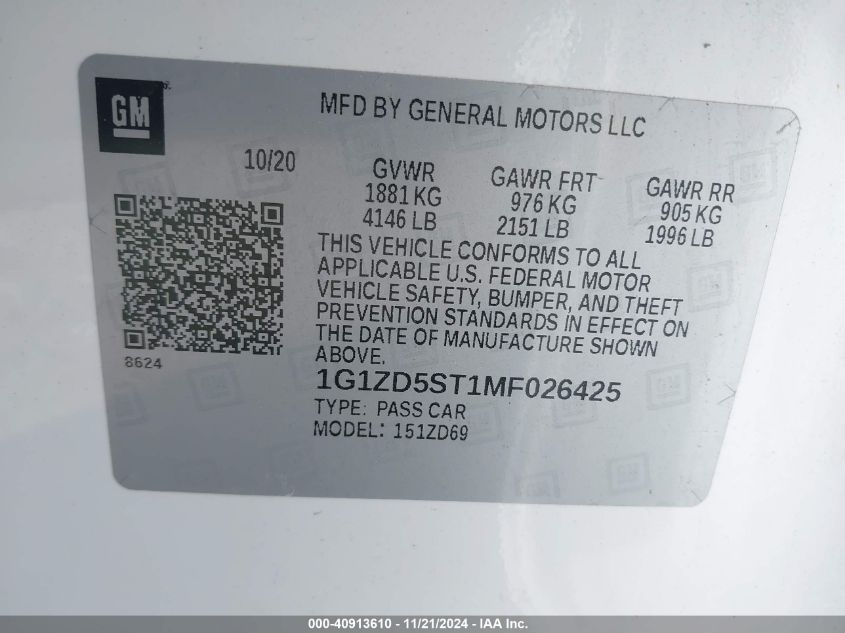 GM
MFD BY GENERAL MOTORS LLC
10/20
GVWR
1881 KG
4146 LB
GAWR FRT
976 KG
2151 LB
GAWR RR
905 KG
1996 LB
THIS VEHICLE CONFORMS TO ALL
APPLICABLE U.S. FEDERAL MOTOR
VEHICLE SAFETY, BUMPER, AND THEFT
PREVENTION STANDARDS IN EFFECT ON
THE DATE OF MANUFACTURE SHOWN
ABOVE.
8624
1G1ZD5ST1MF026425
TYPE: PASS CAR
MODEL: 151ZD69
000-40913610 - 11/21/2024 - IAA Inc.